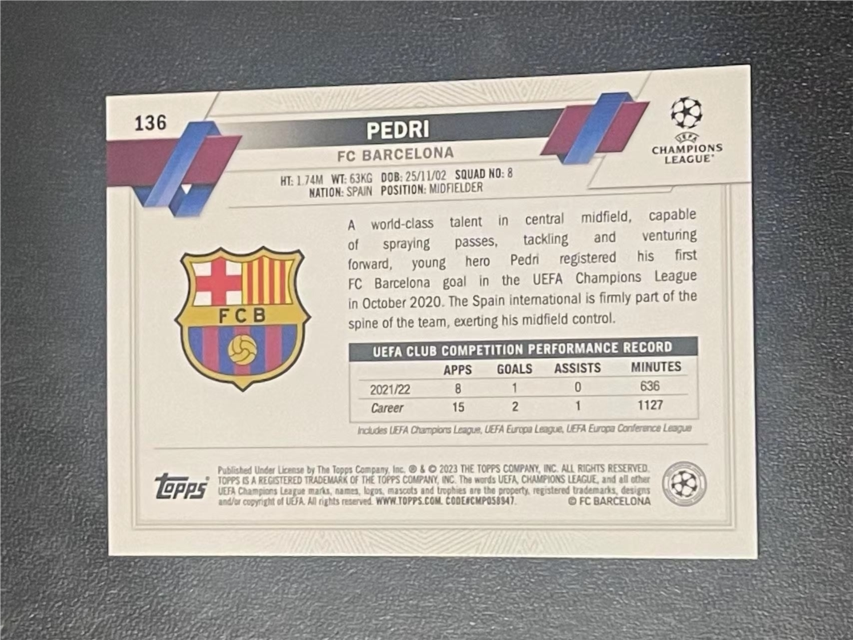 136
PEDRI
FC BARCELONA
HT: 1.74M WT: 63KG DOB: 25/11/02 SQUAD NO: 8
NATION: SPAIN POSITION: MIDFIELDER
UEFA
CHAMPIONS
LEAGUE®
A world-class talent in central midfield, capable
of spraying passes, tackling and venturing
forward, young hero Pedri registered his first
FC Barcelona goal in the UEFA Champions League
in October 2020. The Spain international is firmly part of the
spine of the team, exerting his midfield control.
FCB
UEFA CLUB COMPETITION PERFORMANCE RECORD
APPS GOALS ASSISTS MINUTES
2021/22 8 1 0 636
Career 15 2 1 1127
Includes UEFA Champions League, UEFA Europa League, UEFA Europa Conference League
Topps®
Published Under License by The Topps Company, Inc. ® & © 2023 THE TOPPS COMPANY, INC. ALL RIGHTS RESERVED.
TOPPS IS A REGISTERED TRADEMARK OF THE TOPPS COMPANY, INC. The words UEFA, CHAMPIONS LEAGUE, and all other
UEFA Champions League marks, names, logos, mascots and trophies are the property, registered trademarks, designs
and/or copyright of UEFA. All rights reserved. WWW.TOPPS.COM. CODE#CMP058947.
© FC BARCELONA